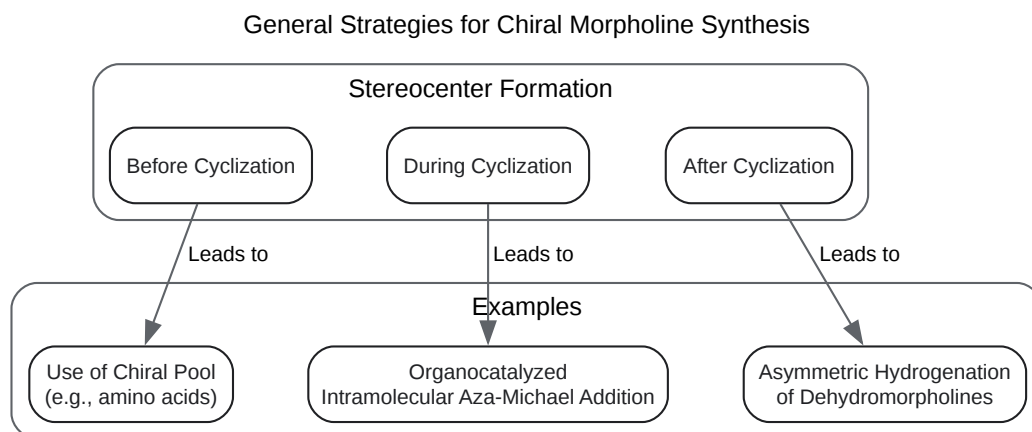 General Strategies for Chiral Morpholine Synthesis
Stereocenter Formation
Before Cyclization
During Cyclization
After Cyclization
Leads to
Leads to
Leads to
Examples
Use of Chiral Pool
(e.g., amino acids)
Organocatalyzed
Intramolecular Aza-Michael Addition
Asymmetric Hydrogenation
of Dehydromorpholines